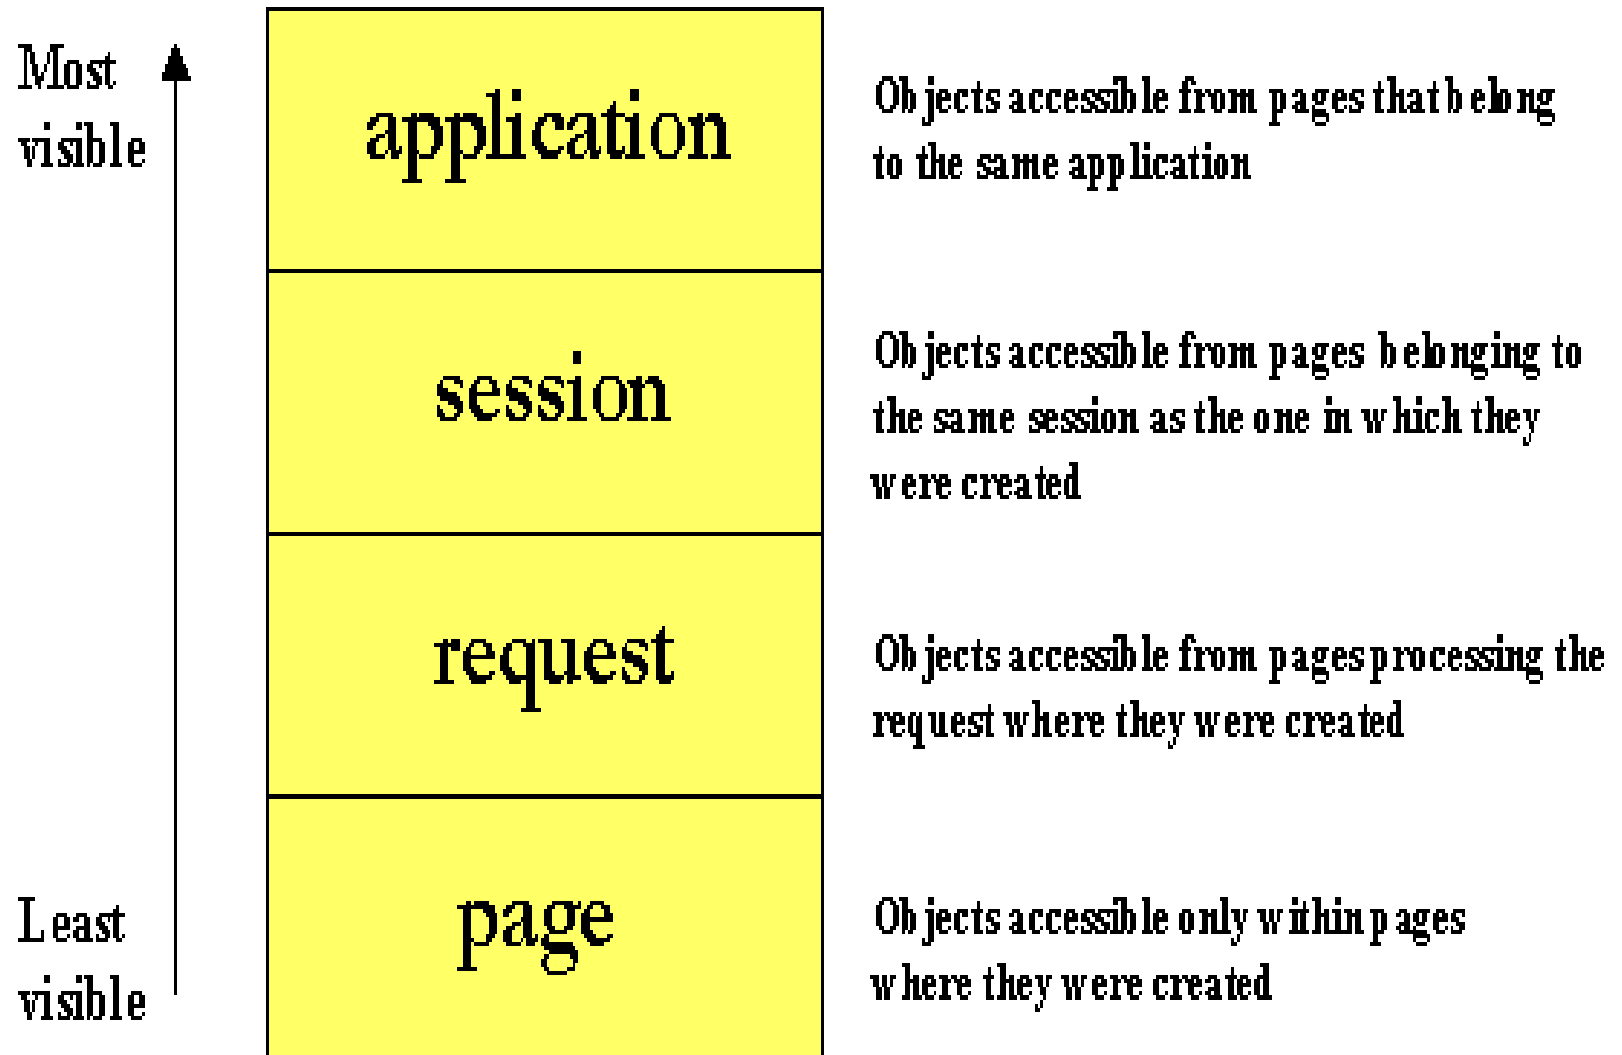 Most
visible
application
Objects accessible from pages that belong
to the same application
session
Objects accessible from pages belonging to
the same session as the one in which they
were created
request
Objects accessible from pages processing the
request where they were created
Least
visible
page
Objects accessible only within pages
where they were created